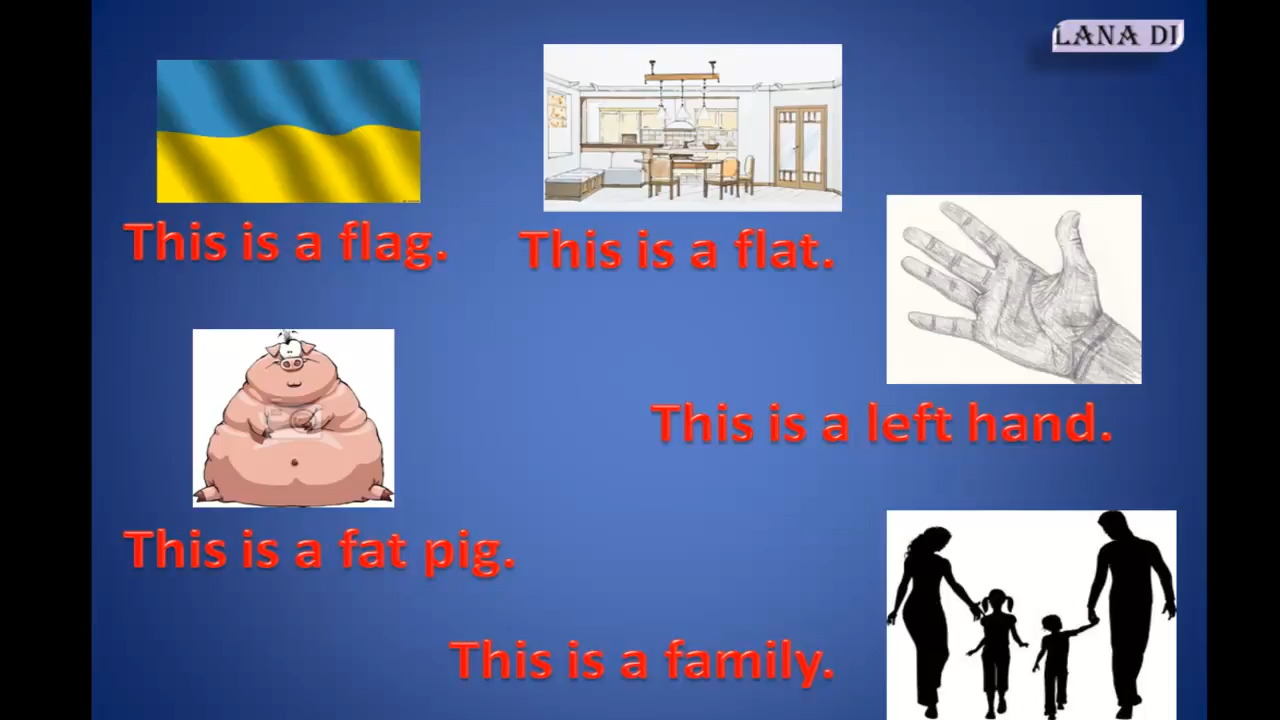 LANA DI
This is a flag.
This is a flat.
This is a left hand.
This is a fat pig.
This is a family.